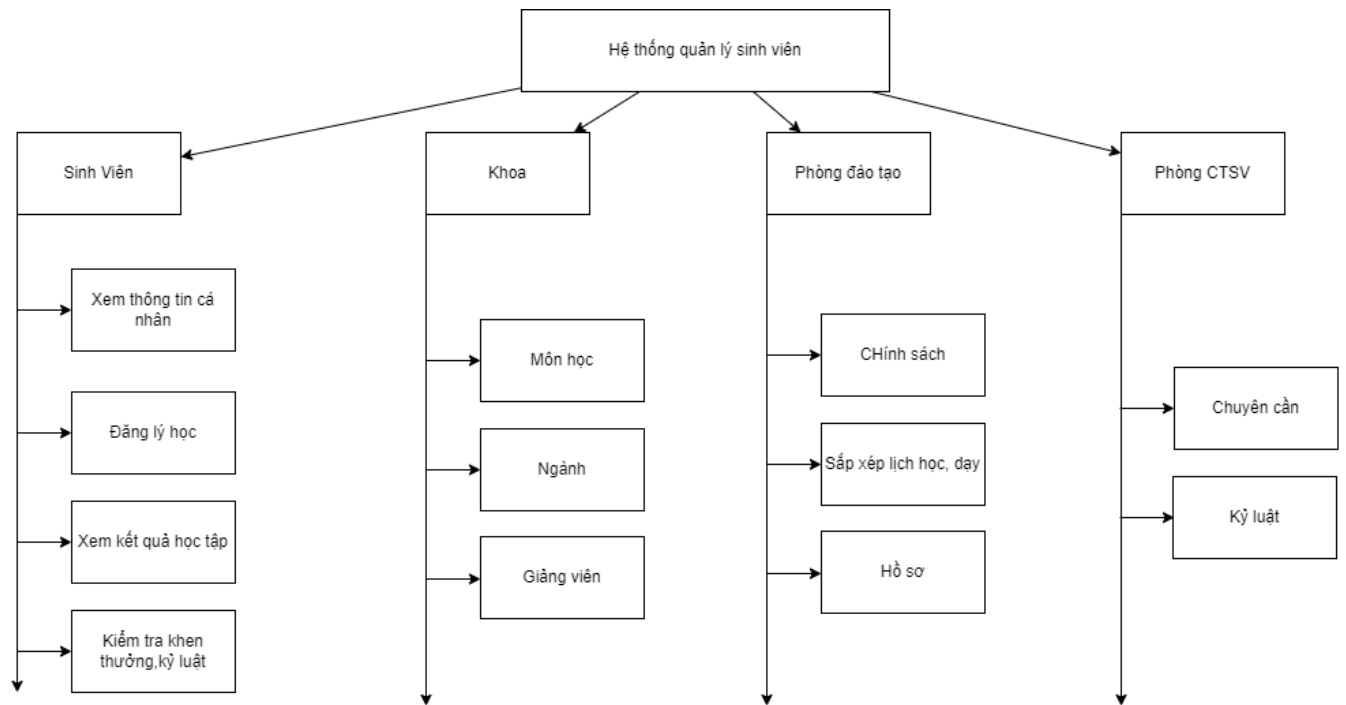 Hệ thống quản lý sinh viên
Sinh Viên
Khoa
Phòng đào tạo
Phòng CTSV
Xem thông tin cá
nhân
Đăng lý học
Xem kết quả học tập
Kiểm tra khen
thưởng,kỷ luật
Môn học
Ngành
Giảng viên
CHính sách
Sắp xép lịch học, dạy
Hồ sơ
Chuyên cần
Kỷ luật